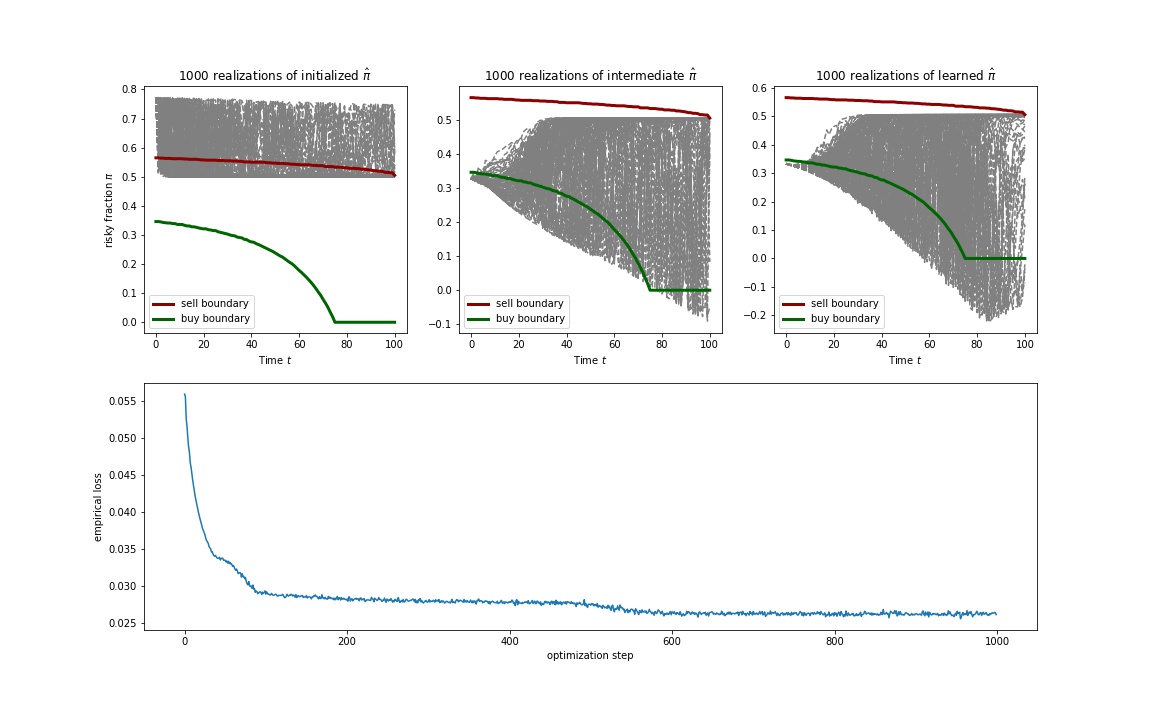 1000 realizations of initialized π̂
1000 realizations of intermediate π̂
1000 realizations of learned π̂
risky fraction π
0.8
0.7
0.6
0.5
0.4
0.3
0.2
0.1
0.0
sell boundary
buy boundary
0 20 40 60 80 100
Time t
0.5
0.4
0.3
0.2
0.1
0.0
−0.1
sell boundary
buy boundary
0 20 40 60 80 100
Time t
0.6
0.5
0.4
0.3
0.2
0.1
0.0
−0.1
−0.2
sell boundary
buy boundary
0 20 40 60 80 100
Time t
empirical loss
0.055
0.050
0.045
0.040
0.035
0.030
0.025
0 200 400 600 800 1000
optimization step